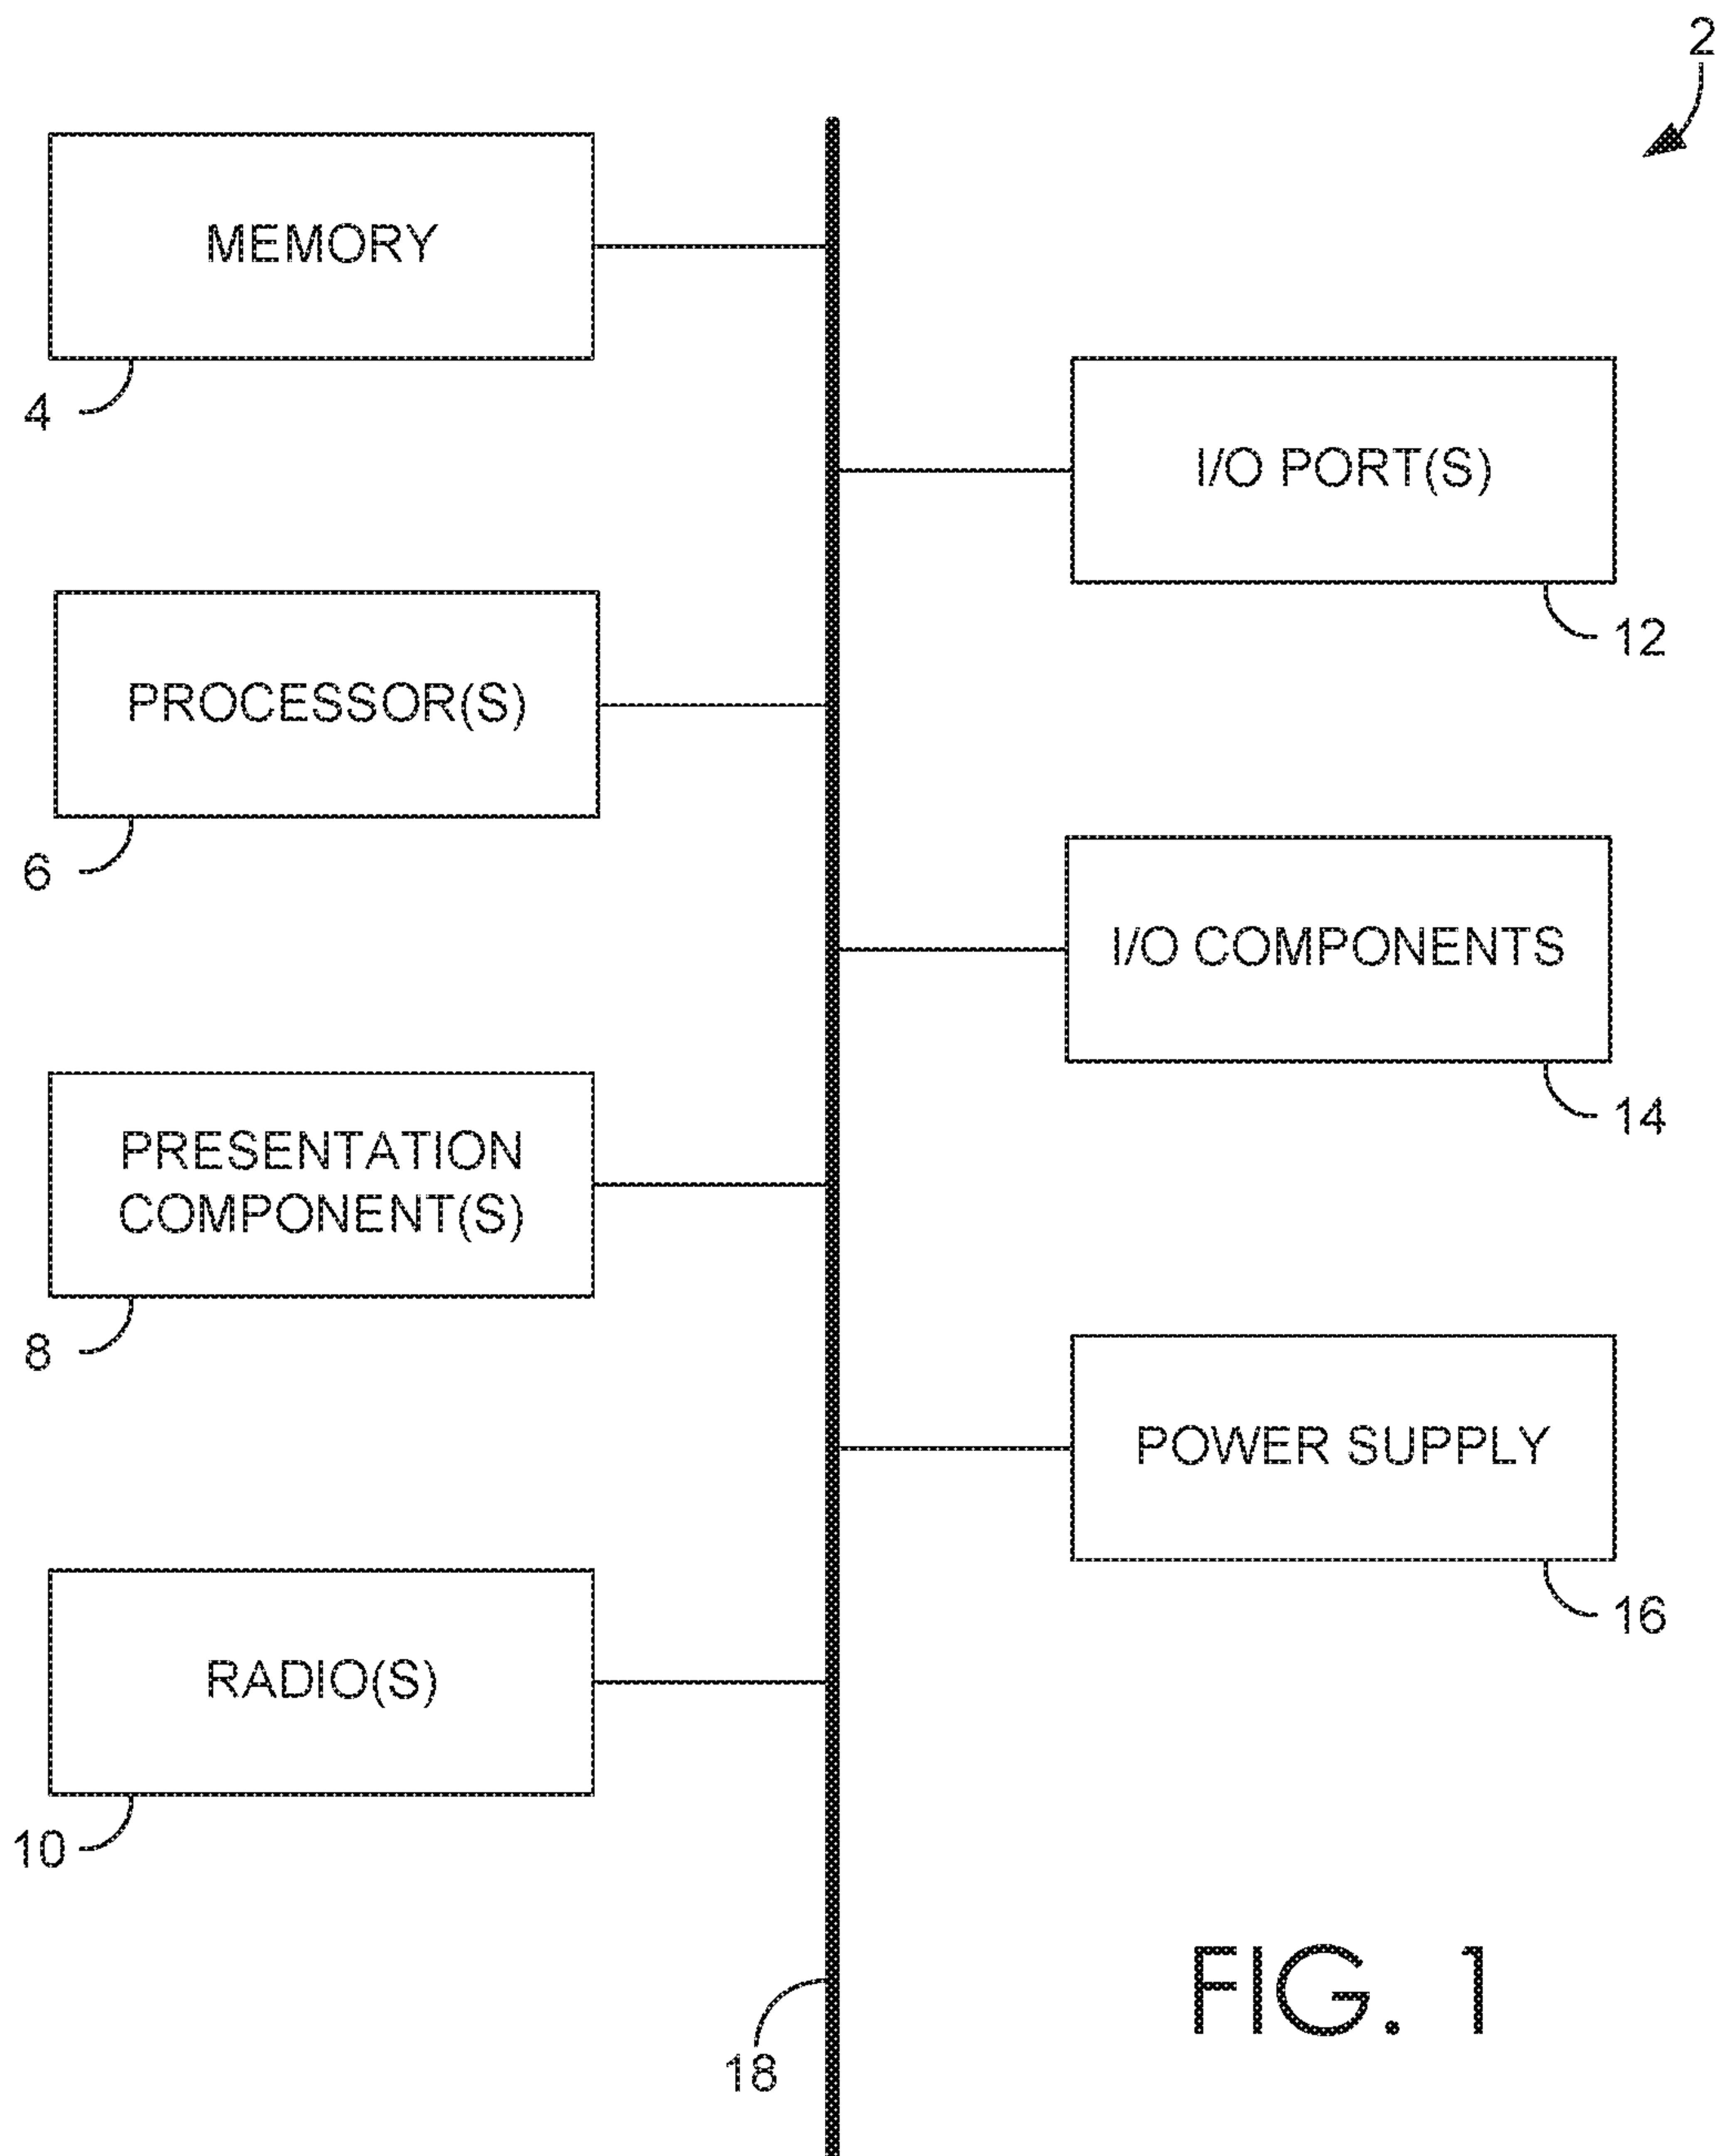 2
MEMORY
4
I/O PORT(S)
12
PROCESSOR(S)
6
I/O COMPONENTS
14
PRESENTATION
COMPONENT(S)
8
POWER SUPPLY
16
RADIO(S)
10
18
FIG. 1